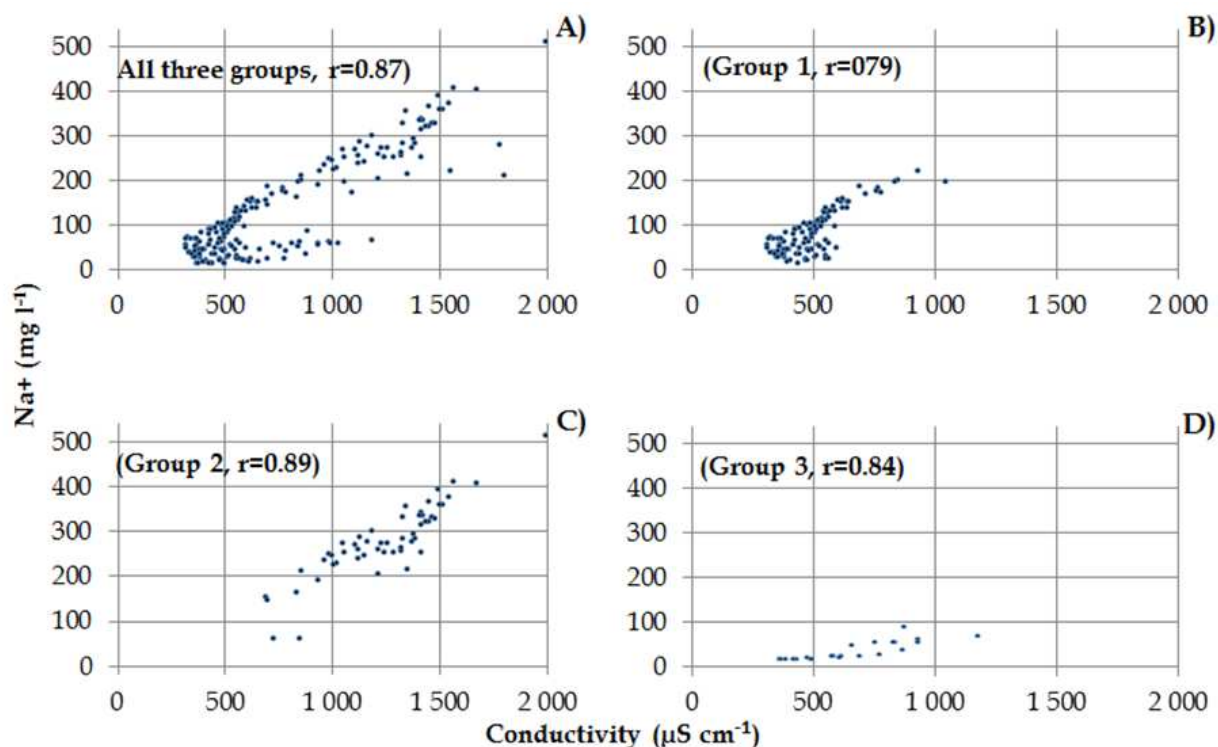 A)
500
All three groups, r=0.87)
400
300
200
100
0
0 500 1 000 1 500 2 000
B)
500
(Group 1, r=079)
400
300
200
100
0
0 500 1 000 1 500 2 000
Na+ (mg l⁻¹)
C)
500
(Group 2, r=0.89)
400
300
200
100
0
0 500 1 000 1 500 2 000
D)
500
(Group 3, r=0.84)
400
300
200
100
0
0 500 1 000 1 500 2 000
Conductivity (µS cm⁻¹)